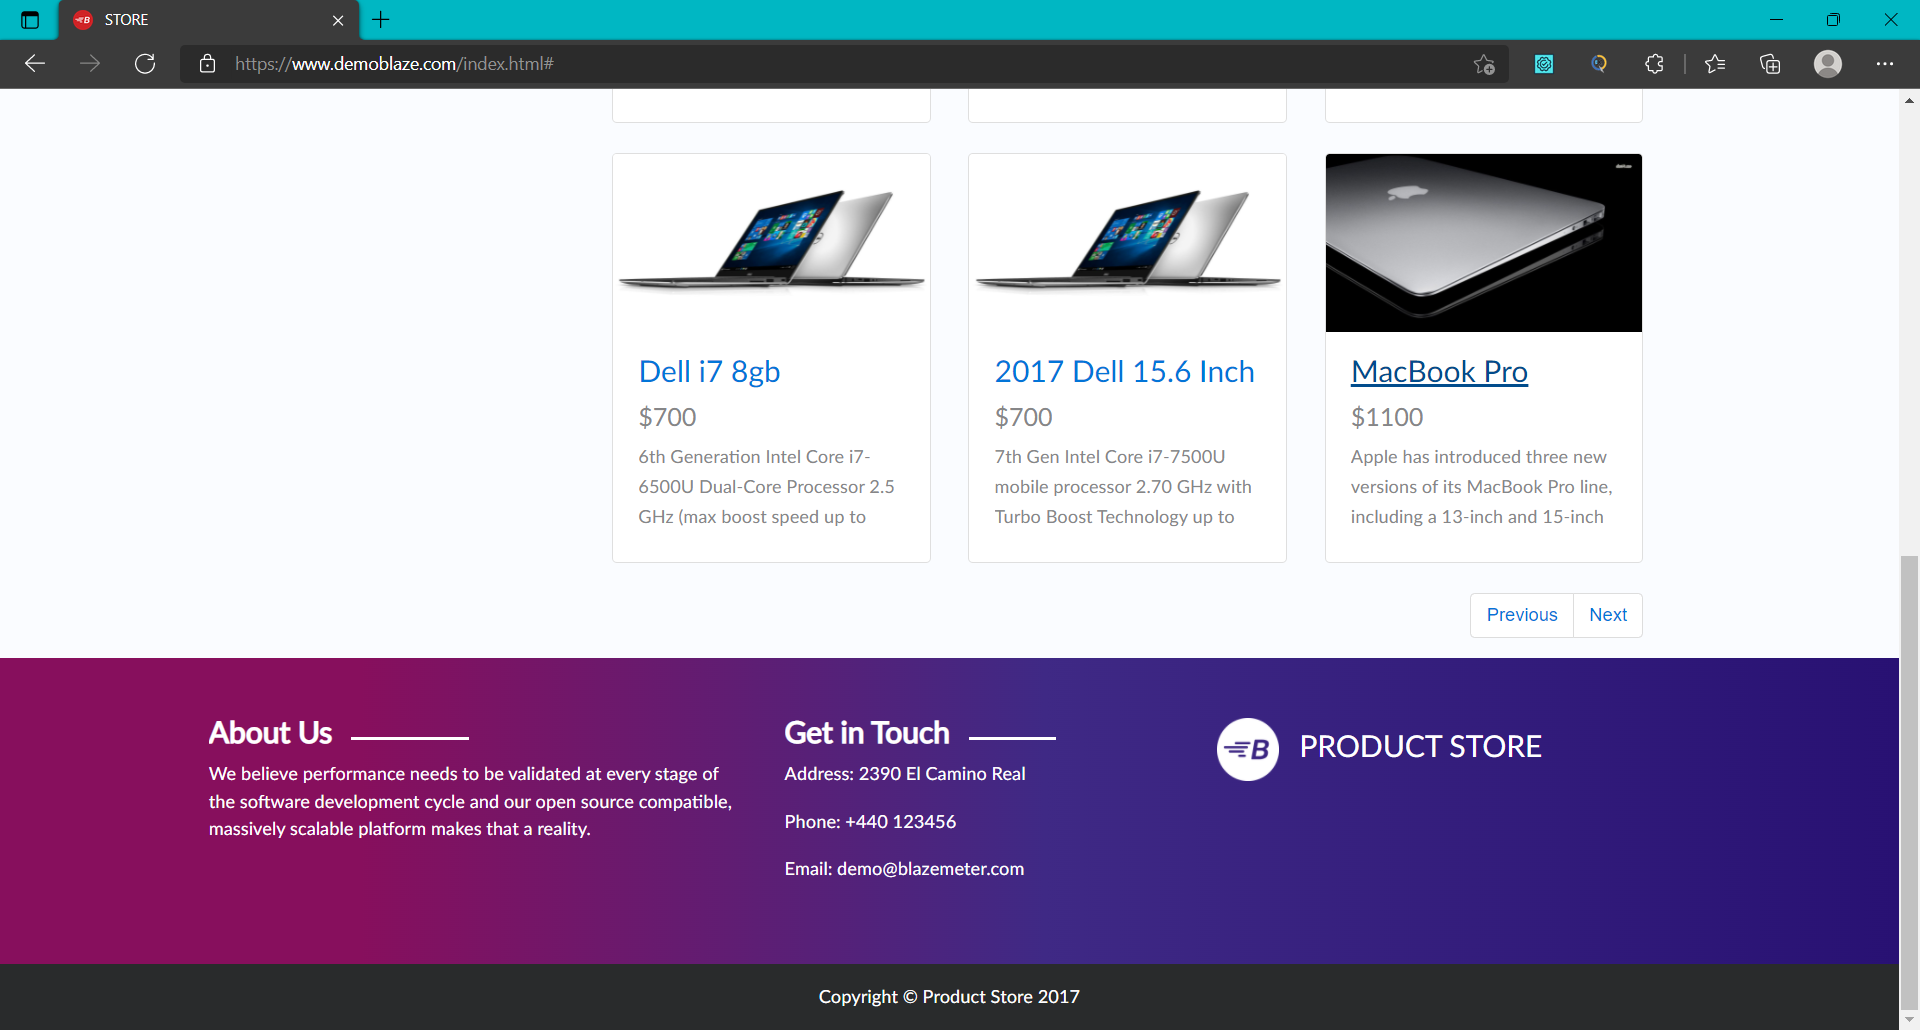 STORE
https://www.demoblaze.com/index.html#
Dell i7 8gb
$700
6th Generation Intel Core i7-
6500U Dual-Core Processor 2.5
GHz (max boost speed up to
2017 Dell 15.6 Inch
$700
7th Gen Intel Core i7-7500U
mobile processor 2.70 GHz with
Turbo Boost Technology up to
MacBook Pro
$1100
Apple has introduced three new
versions of its MacBook Pro line,
including a 13-inch and 15-inch
Previous
Next
About Us
We believe performance needs to be validated at every stage of
the software development cycle and our open source compatible,
massively scalable platform makes that a reality.
Get in Touch
Address: 2390 El Camino Real
Phone: +440 123456
Email: demo@blazemeter.com
B PRODUCT STORE
Copyright © Product Store 2017